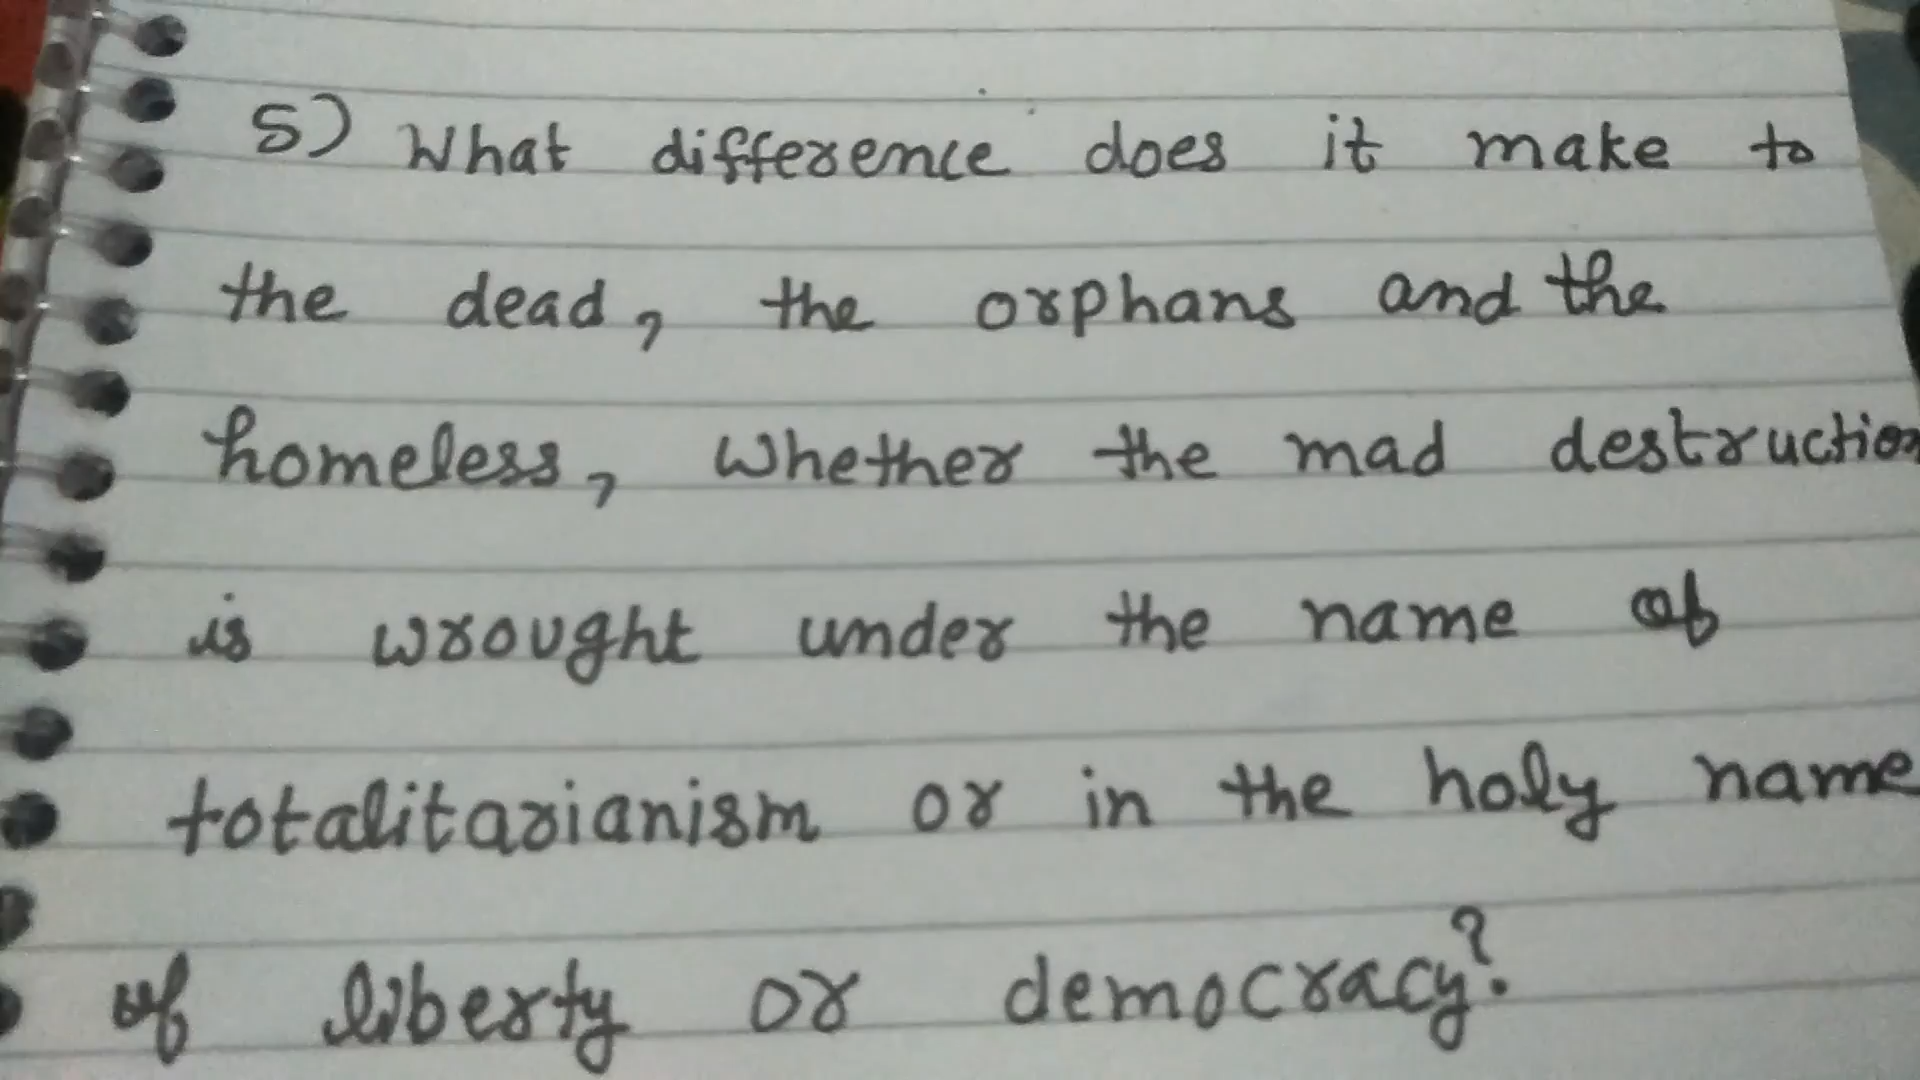 5) What difference does it make to
the dead, the orphans and the
homeless, whether the mad destruction
is wrought under the name of
totalitarianism or in the holy name
of liberty or democracy?